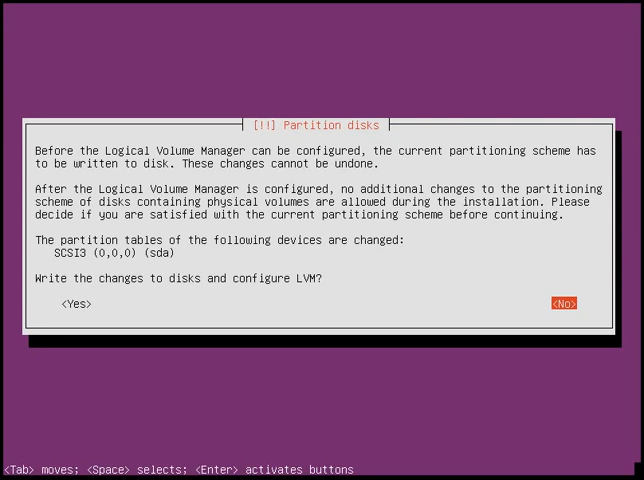 [!!] Partition disks
Before the Logical Volume Manager can be configured, the current partitioning scheme has
to be written to disk. These changes cannot be undone.
After the Logical Volume Manager is configured, no additional changes to the partitioning
scheme of disks containing physical volumes are allowed during the installation. Please
decide if you are satisfied with the current partitioning scheme before continuing.
The partition tables of the following devices are changed:
SCSI3 (0,0,0) (sda)
Write the changes to disks and configure LVM?
<Yes> <No>
<Tab> moves; <Space> selects; <Enter> activates buttons